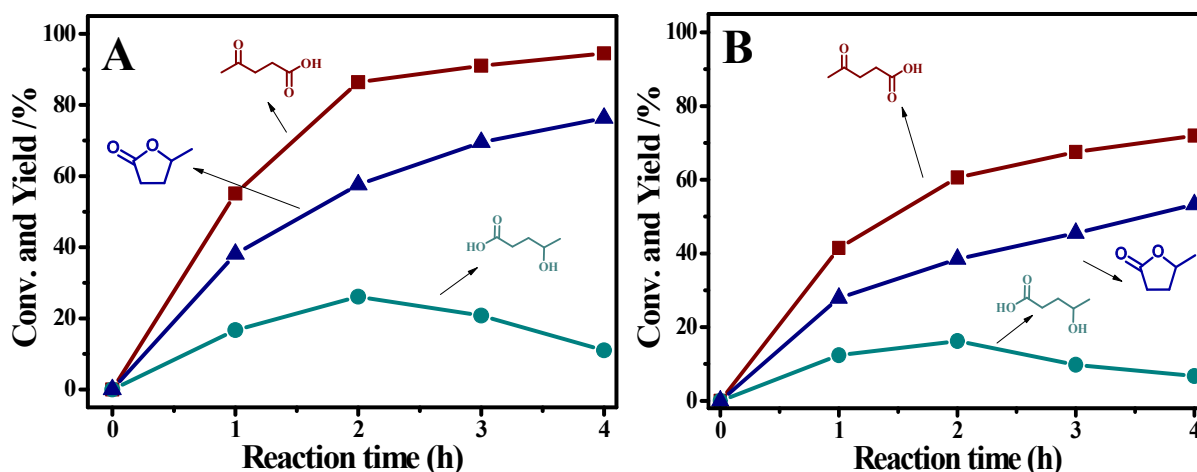 A
Conv. and Yield /%
100
80
60
40
20
0
O
OH
O
O
O
O
HO
OH
0
1
2
3
4
Reaction time (h)
B
Conv. and Yield /%
100
80
60
40
20
0
O
OH
O
O
O
O
HO
OH
0
1
2
3
4
Reaction time (h)